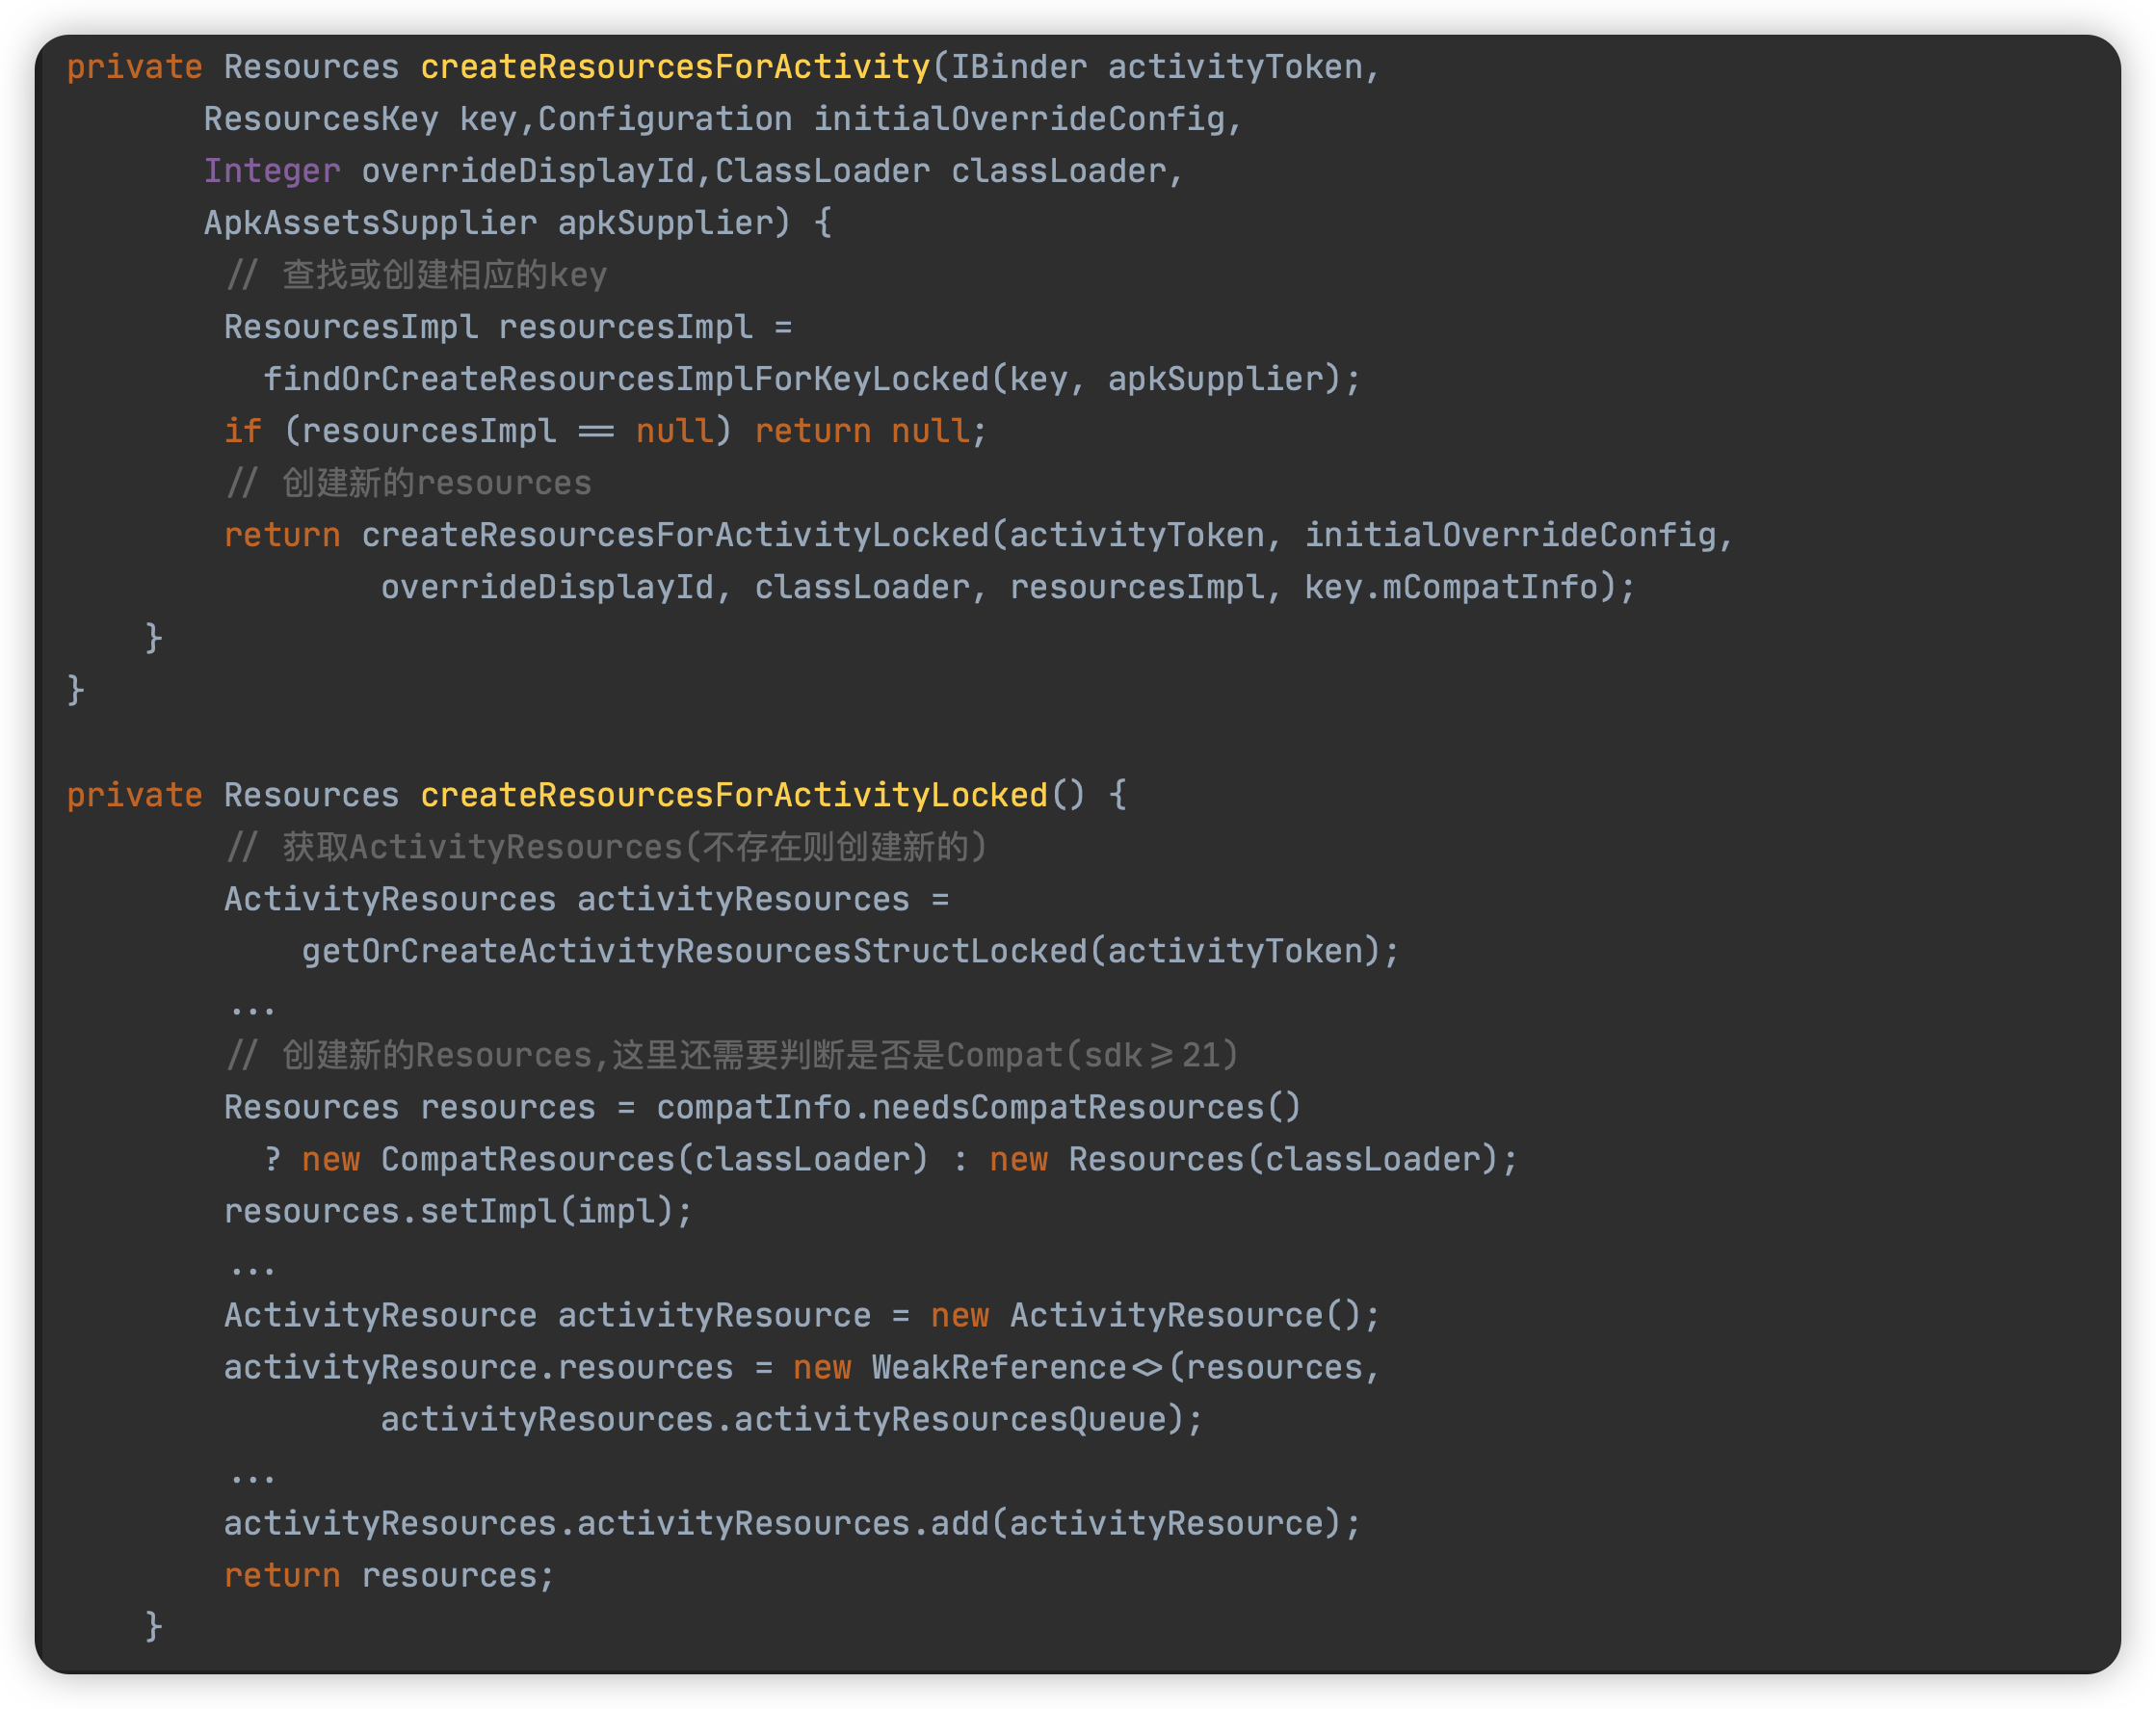 private Resources createResourcesForActivity(IBinder activityToken,
ResourcesKey key,Configuration initialOverrideConfig,
Integer overrideDisplayId,ClassLoader classLoader,
ApkAssetsSupplier apkSupplier) {
// 查找或创建相应的key
ResourcesImpl resourcesImpl =
findOrCreateResourcesImplForKeyLocked(key, apkSupplier);
if (resourcesImpl == null) return null;
// 创建新的resources
return createResourcesForActivityLocked(activityToken, initialOverrideConfig,
overrideDisplayId, classLoader, resourcesImpl, key.mCompatInfo);
}
}
private Resources createResourcesForActivityLocked() {
// 获取ActivityResources(不存在则创建新的)
ActivityResources activityResources =
getOrCreateActivityResourcesStructLocked(activityToken);
...
// 创建新的Resources,这里还需要判断是否是Compat(sdk>=21)
Resources resources = compatInfo.needsCompatResources()
? new CompatResources(classLoader) : new Resources(classLoader);
resources.setImpl(impl);
...
ActivityResource activityResource = new ActivityResource();
activityResource.resources = new WeakReference<>(resources,
activityResources.activityResourcesQueue);
...
activityResources.activityResources.add(activityResource);
return resources;
}